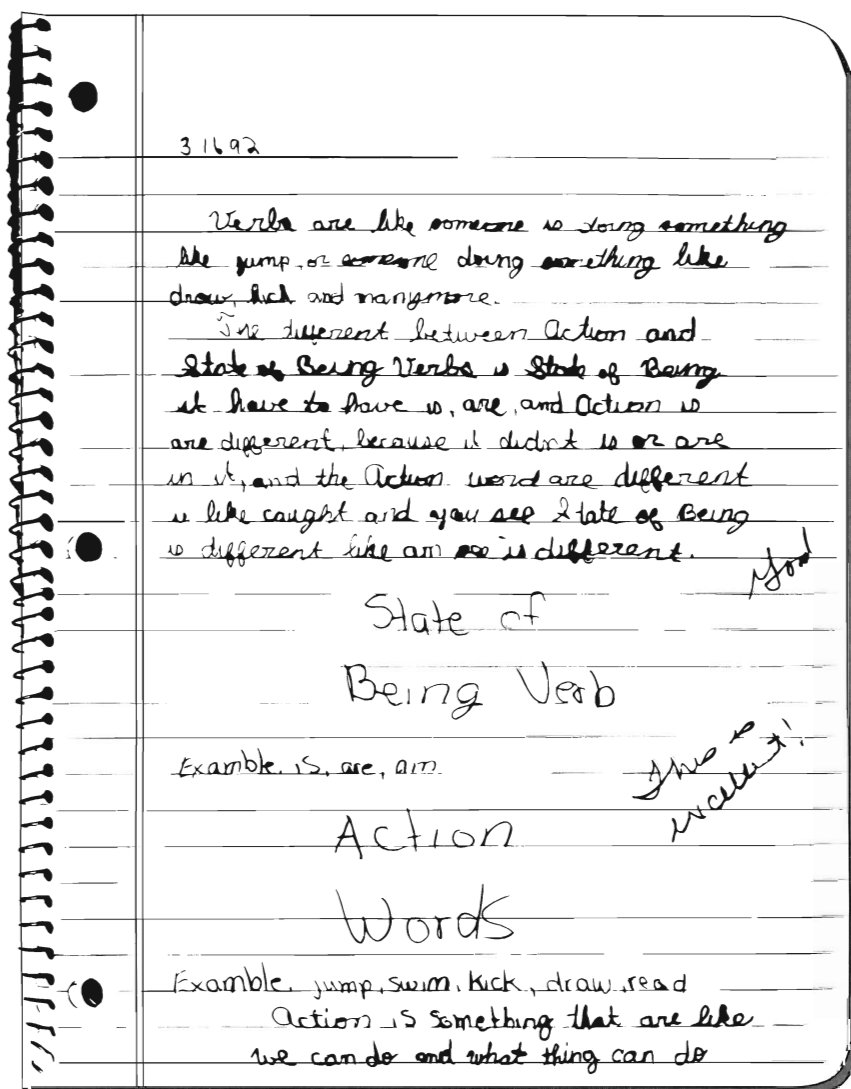 3 16 92
Verbs are like someone is doing something
like jump, or someone doing something like
draw, kick and manymore.
The different between Action and
State of Being Verbs is State of Being
it have to have is, are, and Action is
are different, because it didn't is or are
in it, and the Action word are different
is like caught and you see State of Being
is different like am is different.
State of
Being Verb
This is
excellent!
Examble. is, are, am
Action
Words
Examble. jump, swim, kick, draw, read
Action is something that are like
we can do and what thing can do